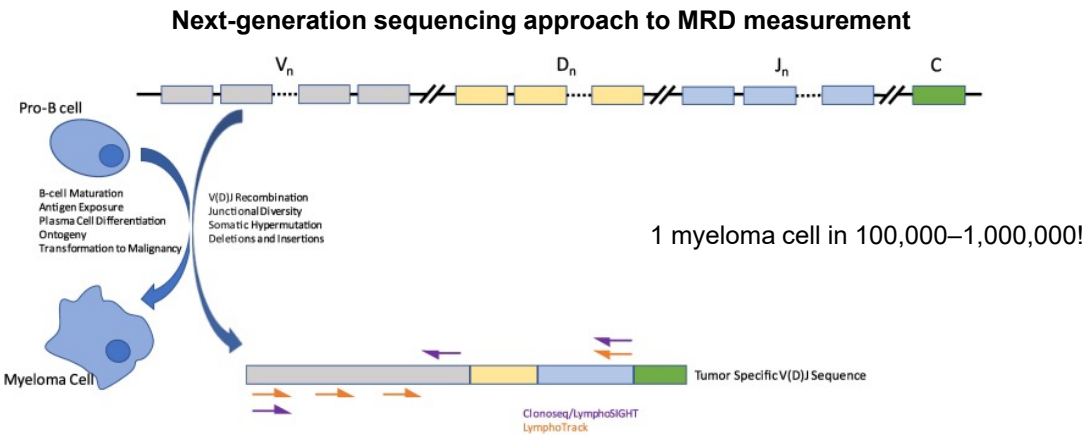 Next-generation sequencing approach to MRD measurement
Vn
Dn
Jn
C
Pro-B cell
B-cell Maturation
Antigen Exposure
Plasma Cell Differentiation
Ontogeny
Transformation to Malignancy
V(D)J Recombination
Junctional Diversity
Somatic Hypermutation
Deletions and Insertions
1 myeloma cell in 100,000–1,000,000!
Myeloma Cell
Tumor Specific V(D)J Sequence
Clonoseq/LymphoSIGHT
LymphoTrack